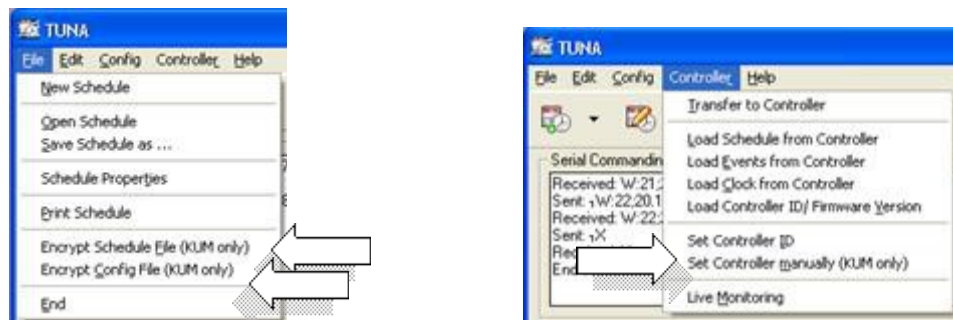 TUNA
File Edit Config Controller Help
New Schedule
Open Schedule
Save Schedule as ...
Schedule Properties
Print Schedule
Encrypt Schedule File (KUM only)
Encrypt Config File (KUM only)
End
TUNA
File Edit Config Controller Help
Transfer to Controller
Load Schedule from Controller
Load Events from Controller
Load Clock from Controller
Load Controller ID/ Firmware Version
Set Controller ID
Set Controller manually (KUM only)
Live Monitoring
Serial Commandin
Received: W:21;2
Sent: ┐W:22;20.1
Received: W:22;
Sent: ┐X
Rec
End